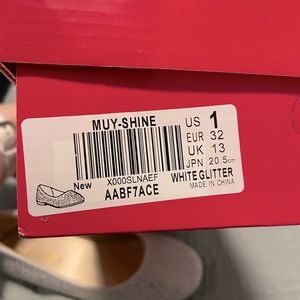 MUY-SHINE
US 1
EUR 32
UK 13
JPN 20.5cm
New
X000SLNAEF
AABF7ACE
WHITE GLITTER
MADE IN CHINA